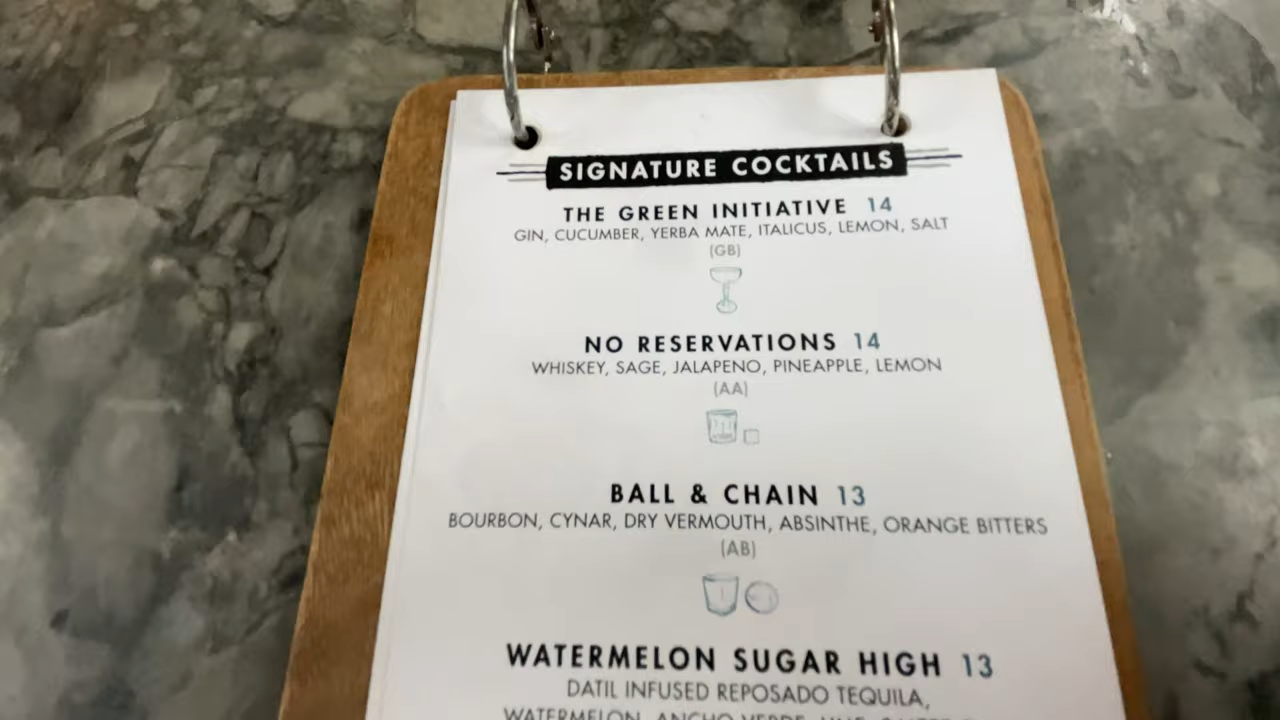 SIGNATURE COCKTAILS
THE GREEN INITIATIVE 14
GIN, CUCUMBER, YERBA MATE, ITALICUS, LEMON, SALT
(GB)
NO RESERVATIONS 14
WHISKEY, SAGE, JALAPENO, PINEAPPLE, LEMON
(AA)
BALL & CHAIN 13
BOURBON, CYNAR, DRY VERMOUTH, ABSINTHE, ORANGE BITTERS
(AB)
WATERMELON SUGAR HIGH 13
DATIL INFUSED REPOSADO TEQUILA,
WATERMELON, ANCHO VERDE, LIME,